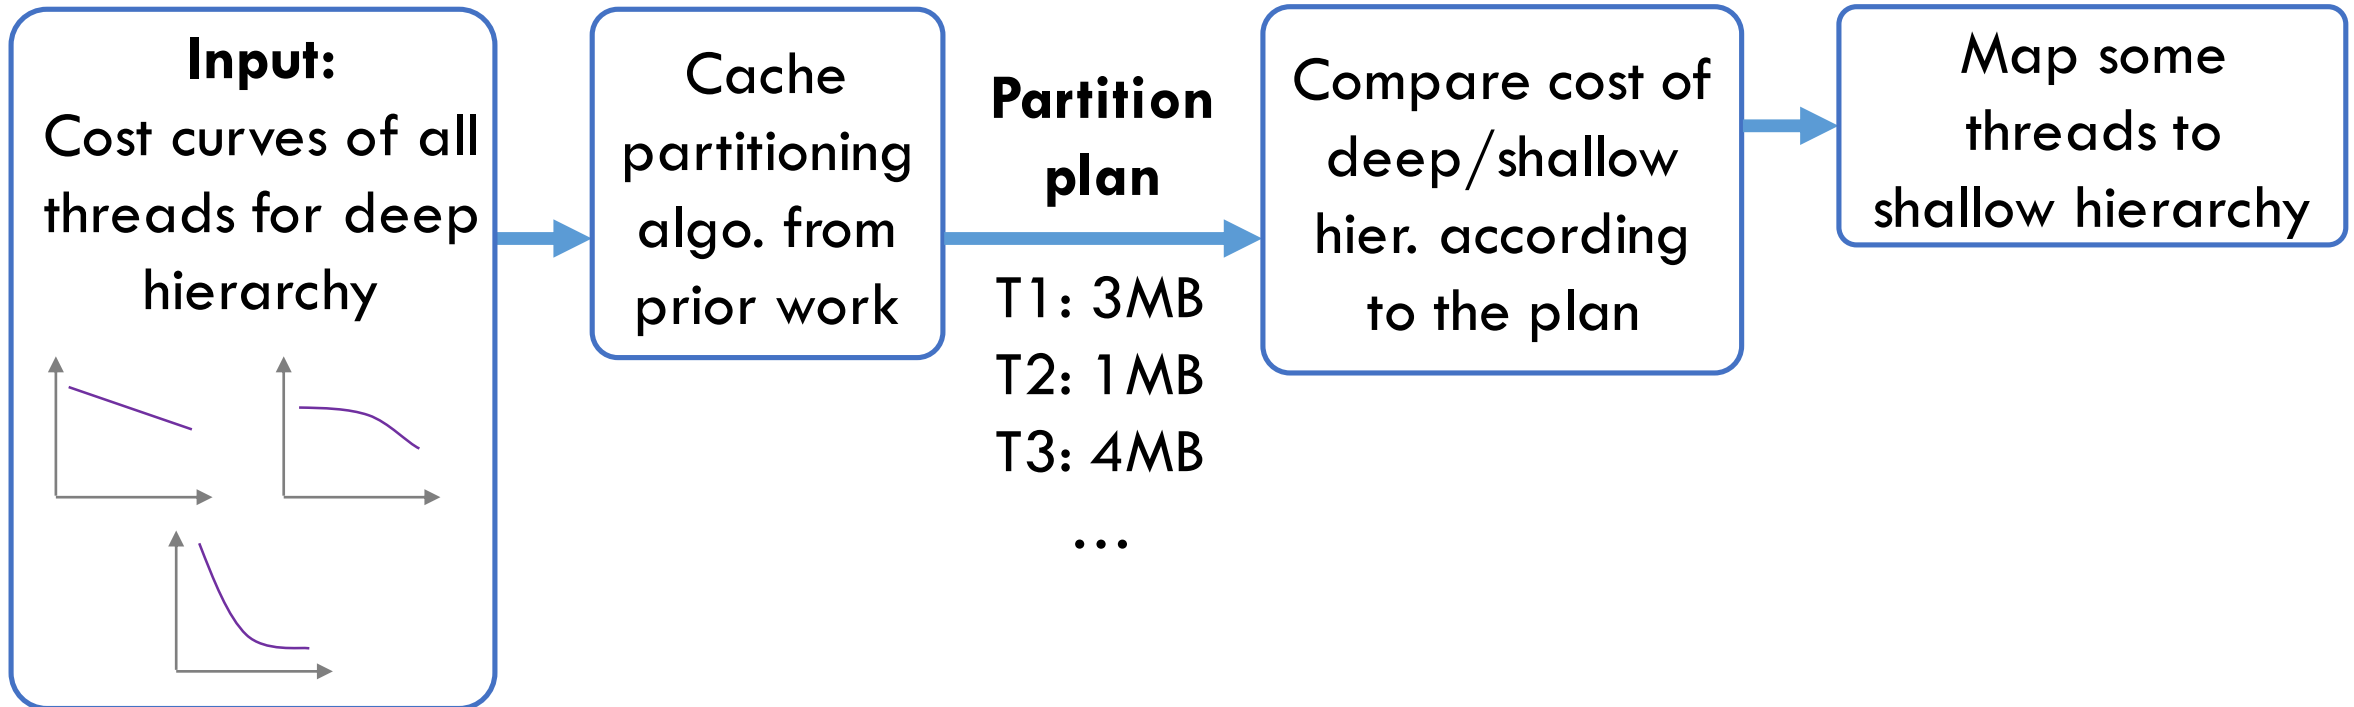 Input:
Cost curves of all
threads for deep
hierarchy
Cache
partitioning
algo. from
prior work
Partition
plan
T1: 3MB
T2: 1MB
T3: 4MB
...
Compare cost of
deep/shallow
hier. according
to the plan
Map some
threads to
shallow hierarchy